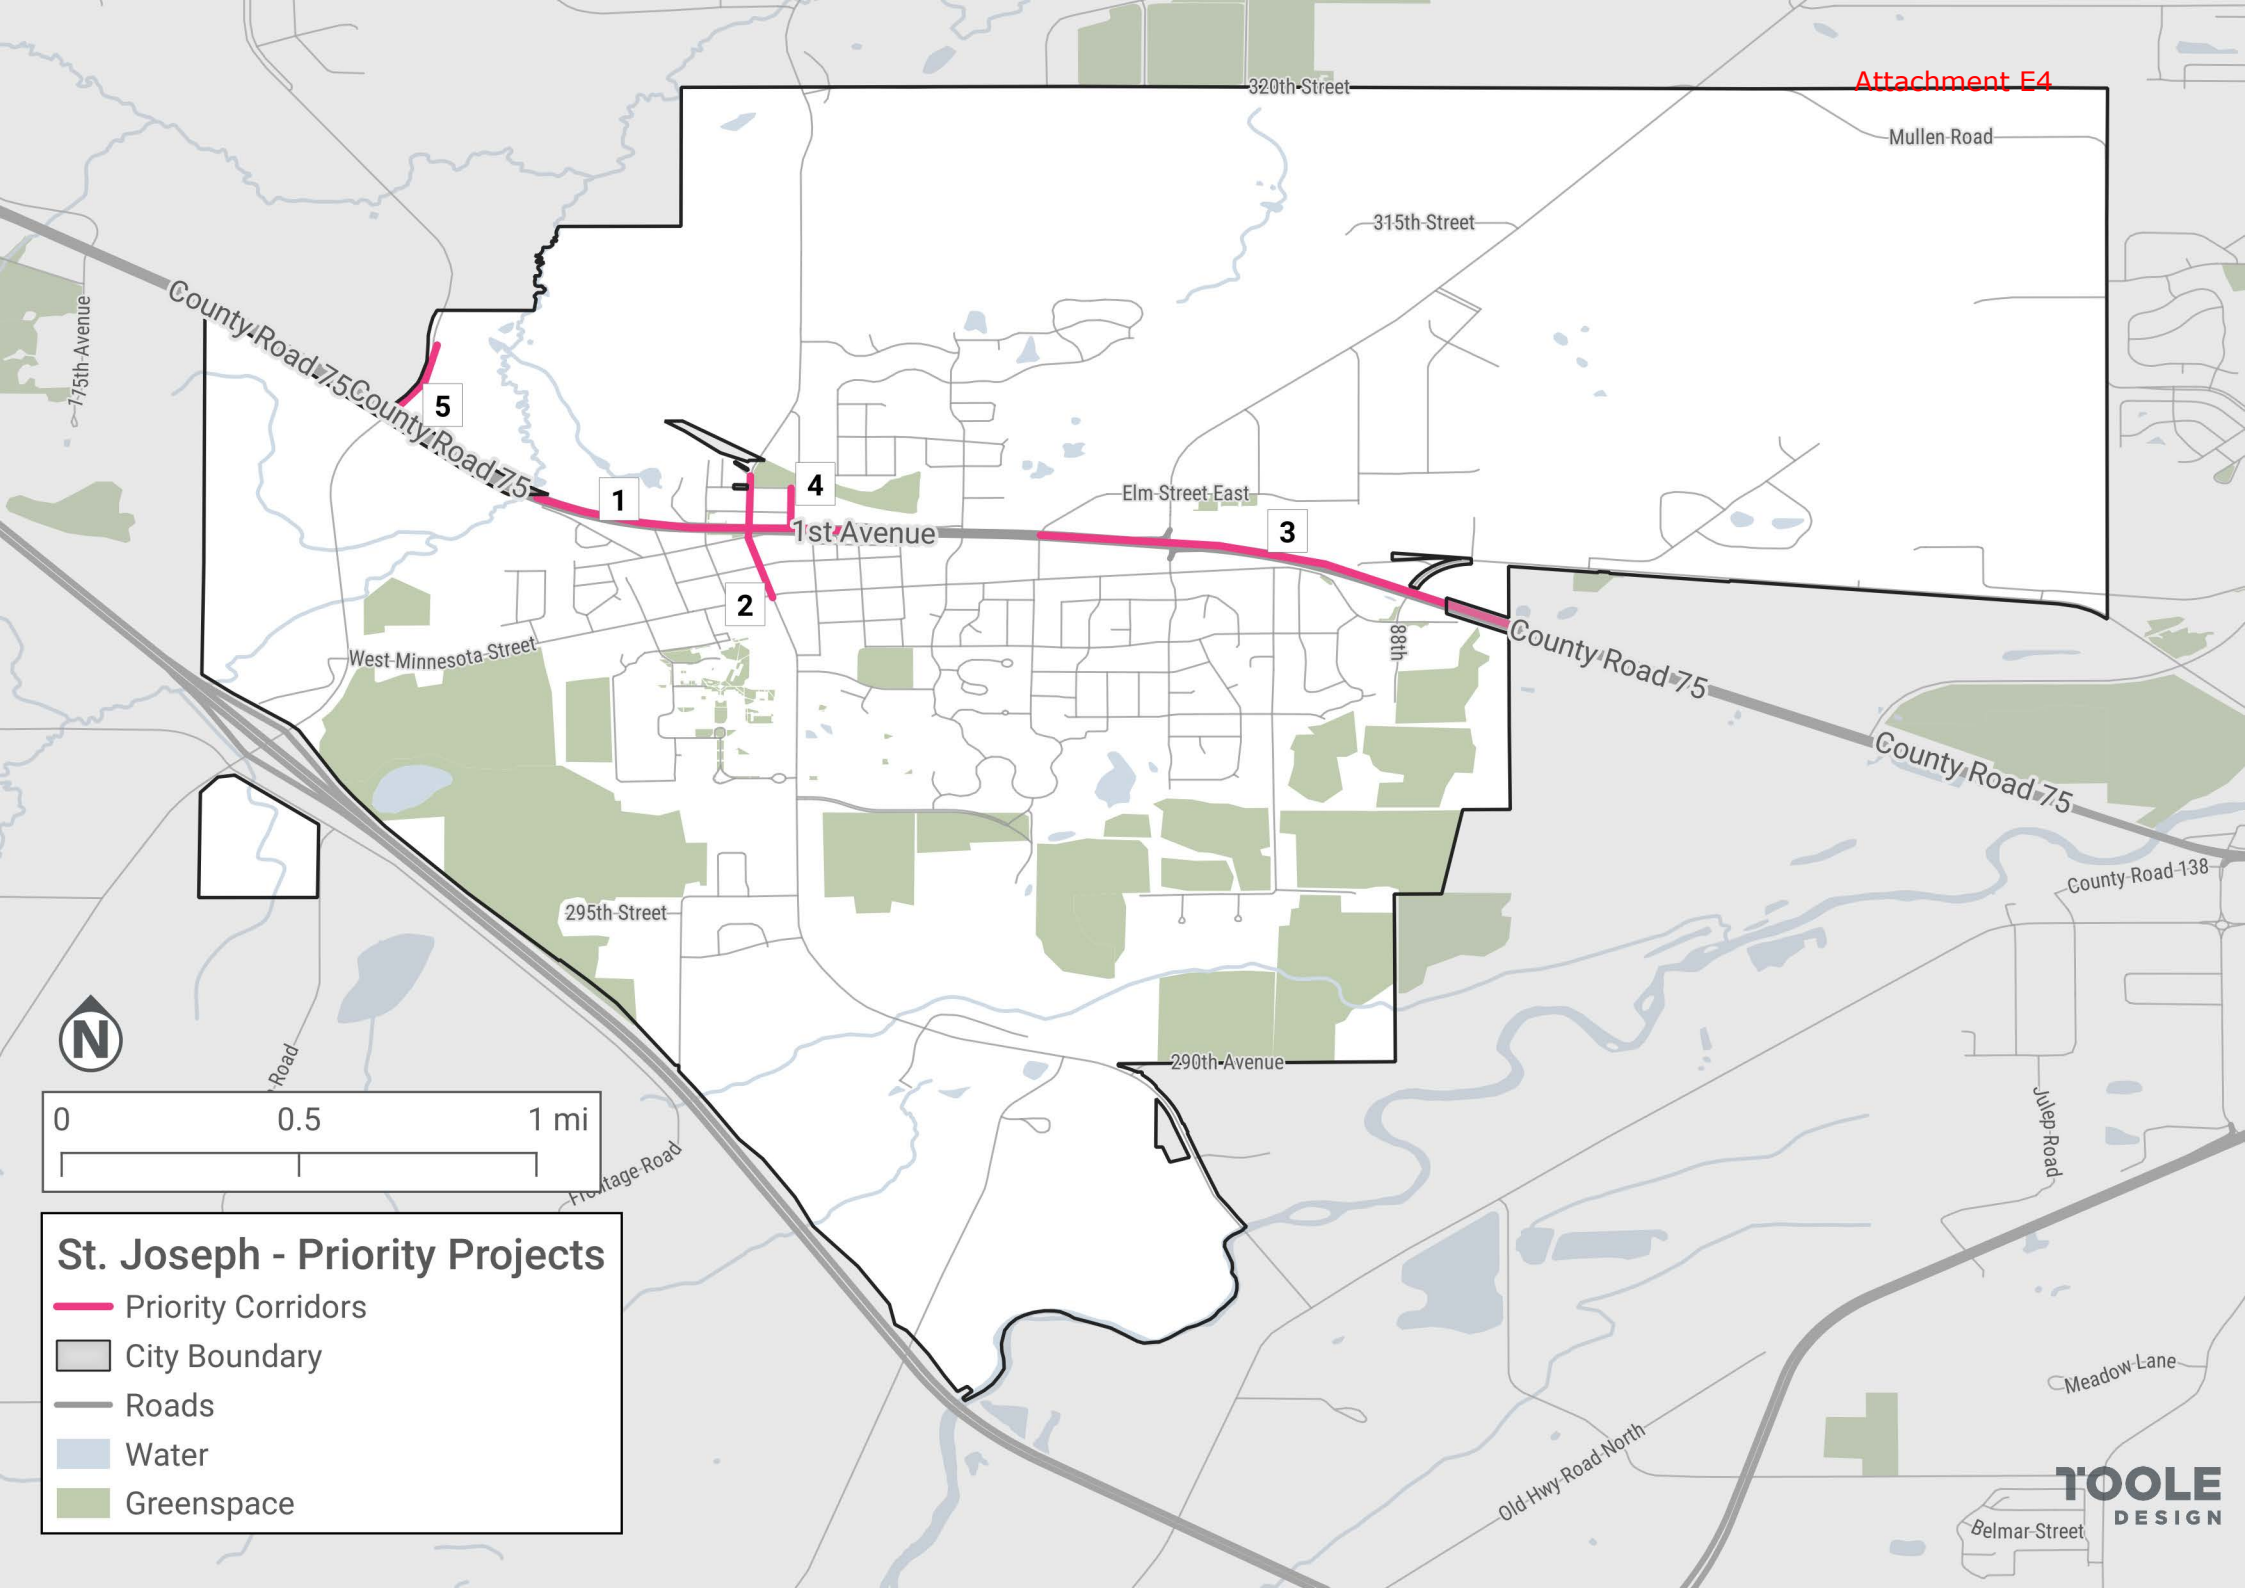 Attachment E4
320th Street
Mullen Road
315th Street
County Road 75
175th Avenue
County Road 75
5
County Road 75
1
4
Elm Street East
1st Avenue
3
2
88th
County Road 75
West Minnesota Street
County Road 75
County Road 138
295th Street
N
Road
290th Avenue
0 0.5 1 mi
Julep Road
Frontage Road
St. Joseph - Priority Projects
Priority Corridors
City Boundary
Roads
Water
Greenspace
Meadow Lane
Old Hwy Road North
TOOLE
DESIGN
Belmar Street